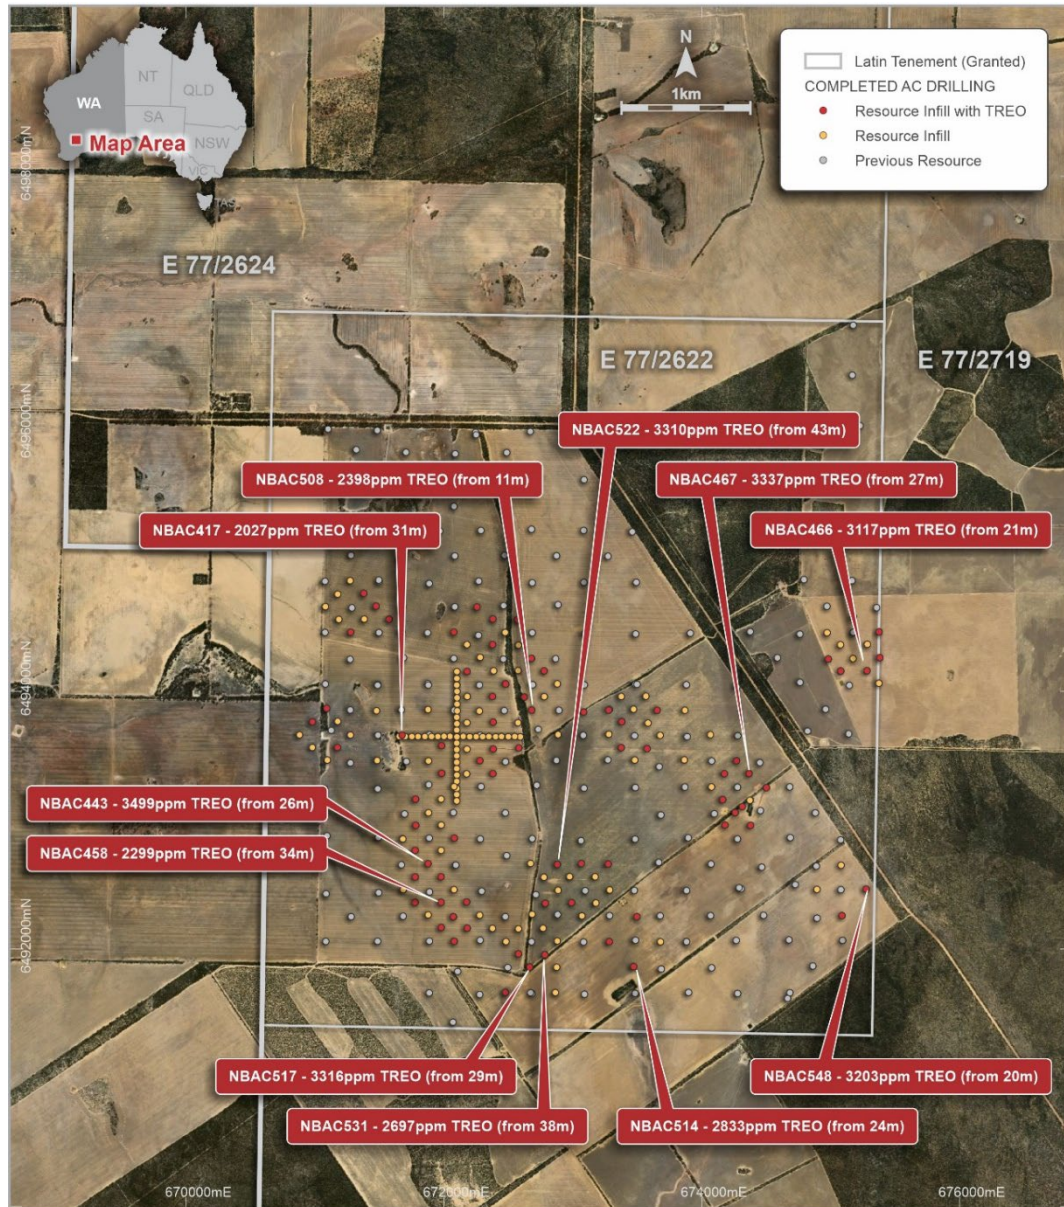 N
1km
Latin Tenement (Granted)
COMPLETED AC DRILLING
Resource Infill with TREO
Resource Infill
Previous Resource
NT
QLD
WA
SA
NSW
VIC
TAS
Map Area
6498000mN
E 77/2624
E 77/2622
E 77/2719
6496000mN
NBAC522 - 3310ppm TREO (from 43m)
NBAC508 - 2398ppm TREO (from 11m)
NBAC467 - 3337ppm TREO (from 27m)
NBAC417 - 2027ppm TREO (from 31m)
NBAC466 - 3117ppm TREO (from 21m)
6494000mN
NBAC443 - 3499ppm TREO (from 26m)
NBAC458 - 2299ppm TREO (from 34m)
6492000mN
NBAC517 - 3316ppm TREO (from 29m)
NBAC548 - 3203ppm TREO (from 20m)
NBAC531 - 2697ppm TREO (from 38m)
NBAC514 - 2833ppm TREO (from 24m)
670000mE
672000mE
674000mE
676000mE